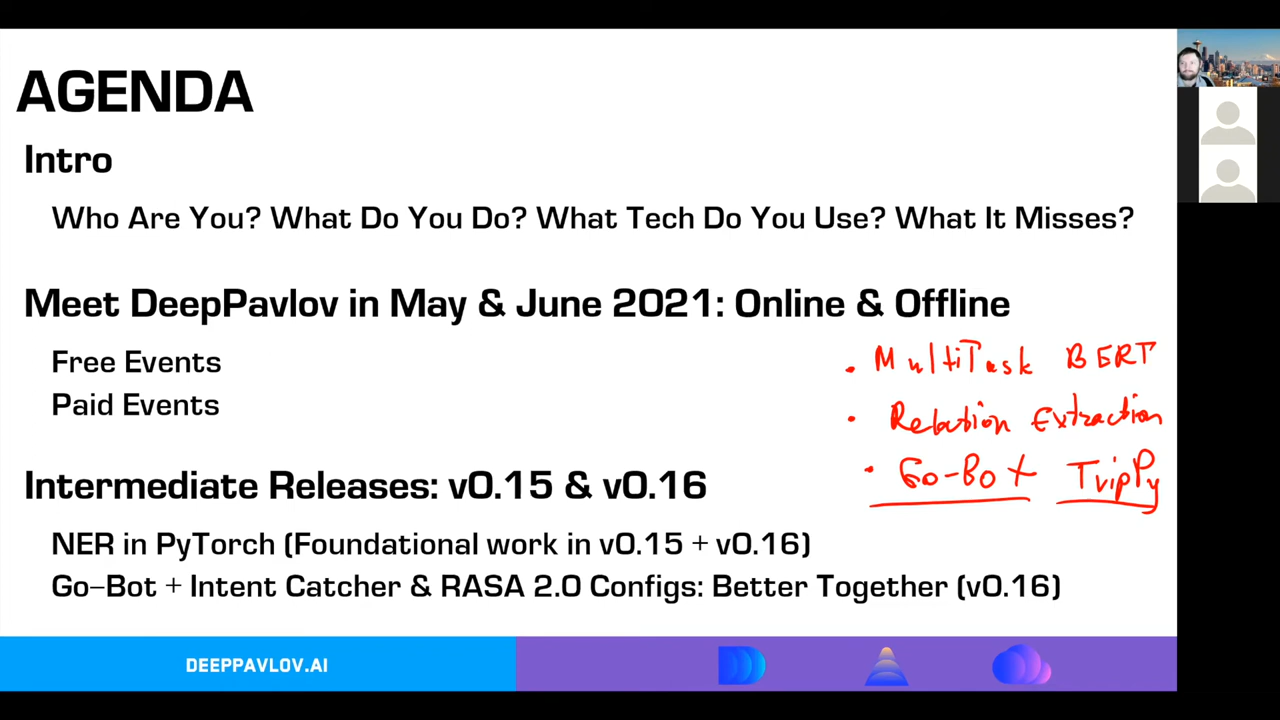 AGENDA
Intro
Who Are You? What Do You Do? What Tech Do You Use? What It Misses?
Meet DeepPavlov in May & June 2021: Online & Offline
Free Events
Paid Events
• MultiTask BERT
• Relation Extraction
• Go-Bot TripPy
Intermediate Releases: v0.15 & v0.16
NER in PyTorch (Foundational work in v0.15 + v0.16)
Go-Bot + Intent Catcher & RASA 2.0 Configs: Better Together (v0.16)
DEEPPAVLOV.AI